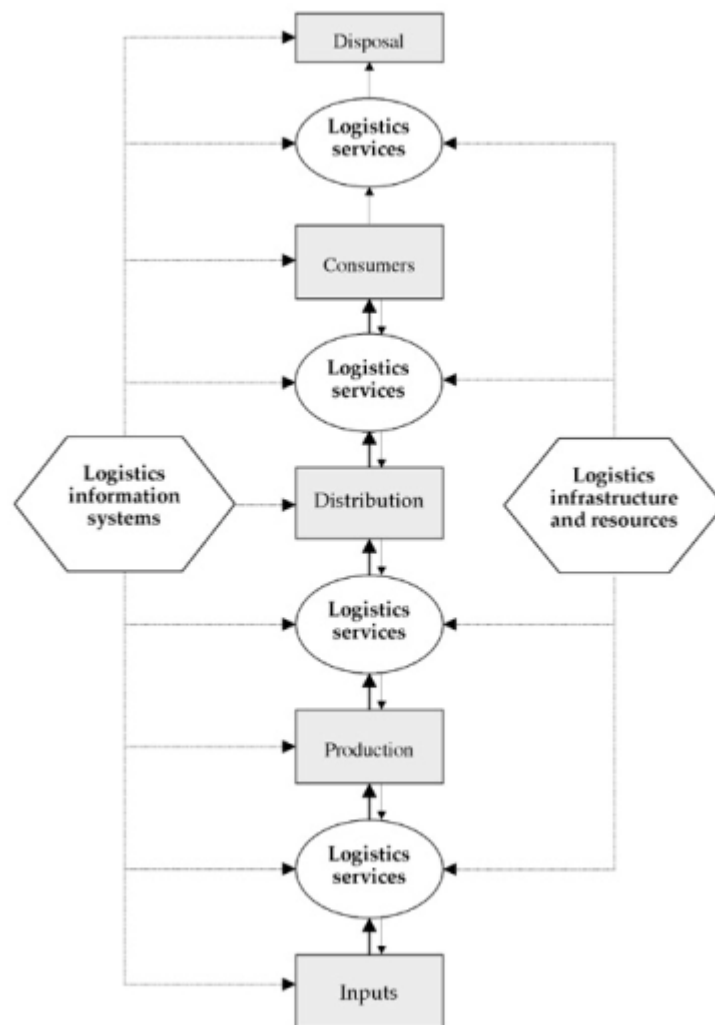 Disposal
Logistics
services
Consumers
Logistics
services
Logistics
information
systems
Distribution
Logistics
infrastructure
and resources
Logistics
services
Production
Logistics
services
Inputs